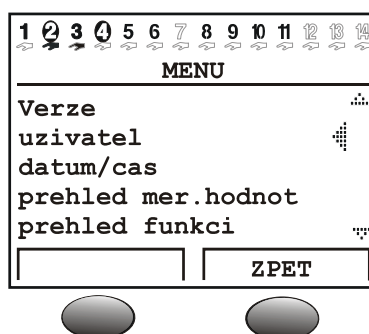 1 2 3 4 5 6 7 8 9 10 11 12 13 14
MENU
Verze
uzivatel
datum/cas
prehled mer.hodnot
prehled funkci
ZPET